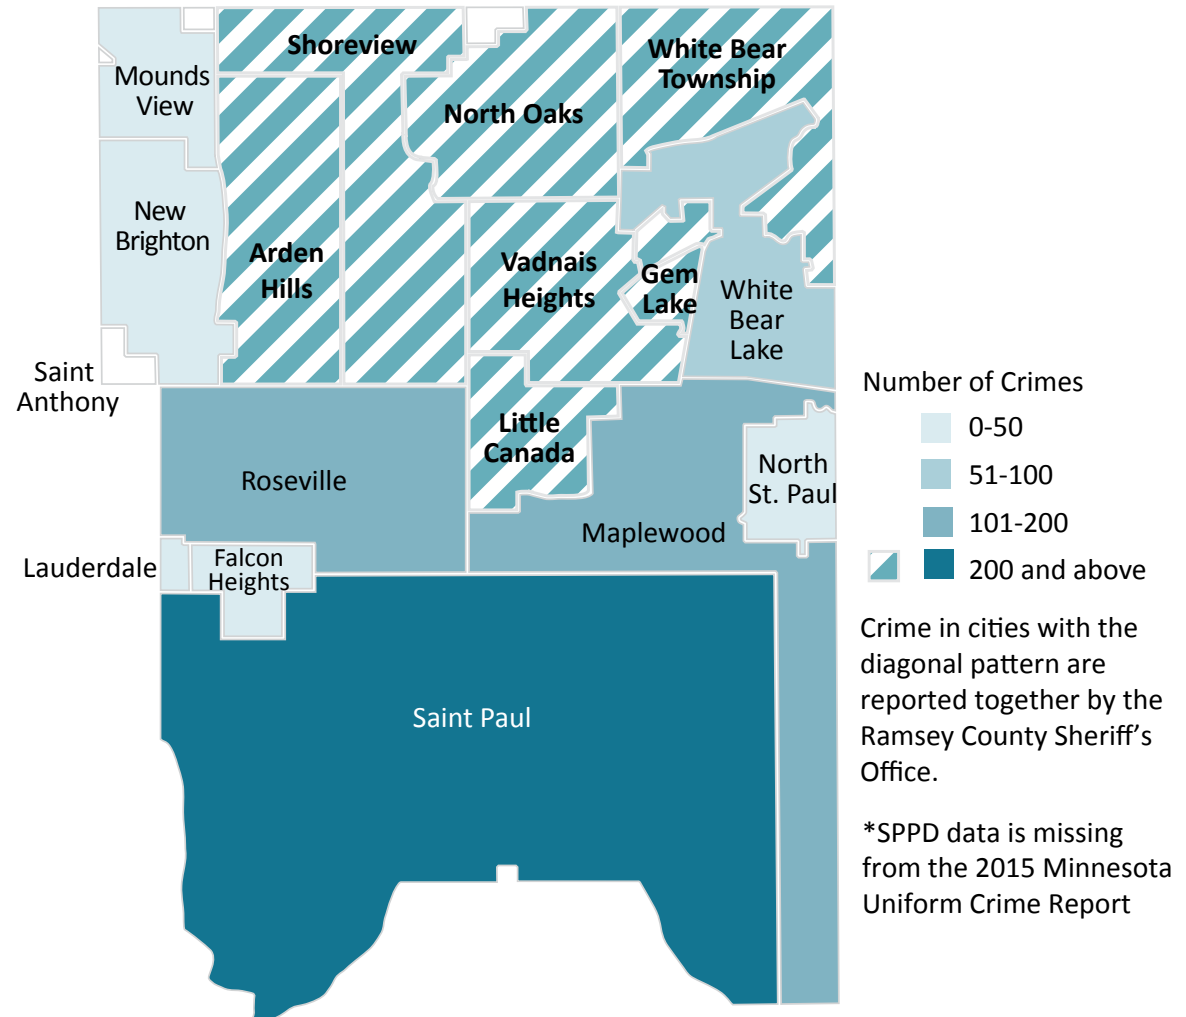 Shoreview
White Bear
Township
Mounds
View
North Oaks
New
Brighton
Arden
Hills
Vadnais
Heights
Gem
Lake
White
Bear
Lake
Saint
Anthony
Little
Canada
Roseville
North
St. Paul
Maplewood
Lauderdale
Falcon
Heights
Saint Paul
Number of Crimes
0-50
51-100
101-200
200 and above
Crime in cities with the
diagonal pattern are
reported together by the
Ramsey County Sheriff's
Office.
*SPPD data is missing
from the 2015 Minnesota
Uniform Crime Report